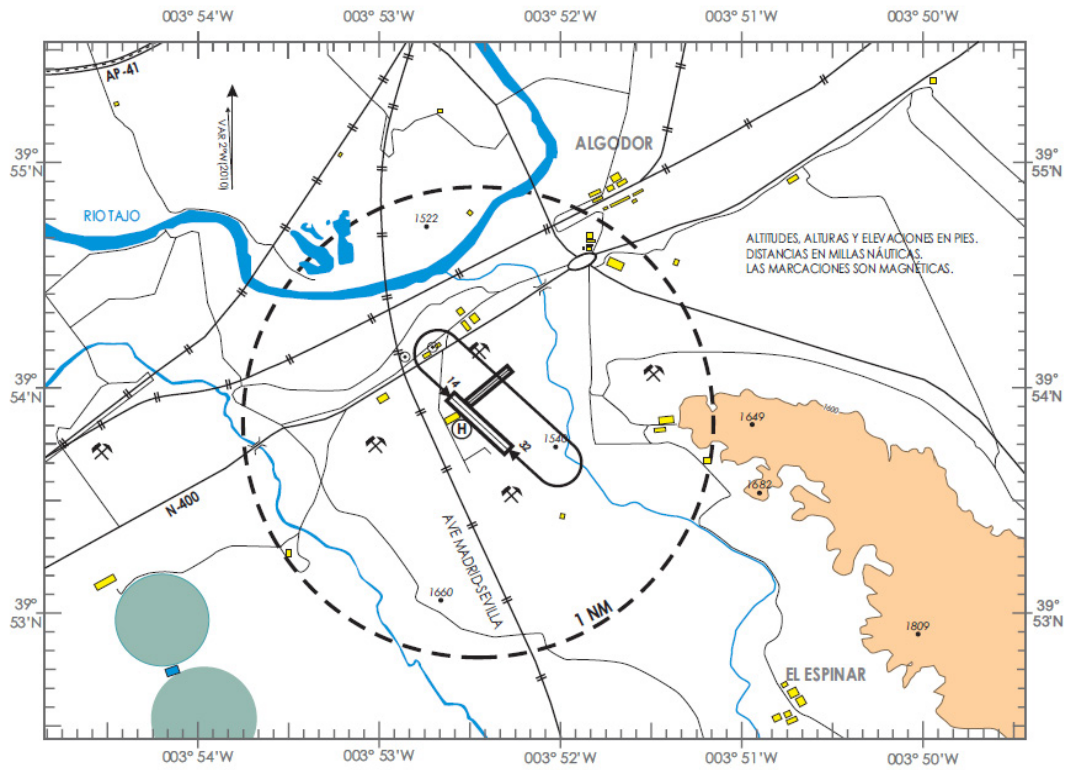 003° 54'W
003° 53'W
003° 52'W
003° 51'W
003° 50'W
AP-41
VAR 2°W(2010)
39°
55'N
ALGODOR
39°
55'N
RIO TAJO
1522
ALTITUDES, ALTURAS Y ELEVACIONES EN PIES.
DISTANCIAS EN MILLAS NÁUTICAS.
LAS MARCACIONES SON MAGNÉTICAS.
39°
54'N
14
39°
54'N
1600
1649
H
32
1540
1682
N-400
AVE MADRID-SEVILLA
1660
1 NM
39°
53'N
39°
53'N
1809
EL ESPINAR
003° 54'W
003° 53'W
003° 52'W
003° 51'W
003° 50'W